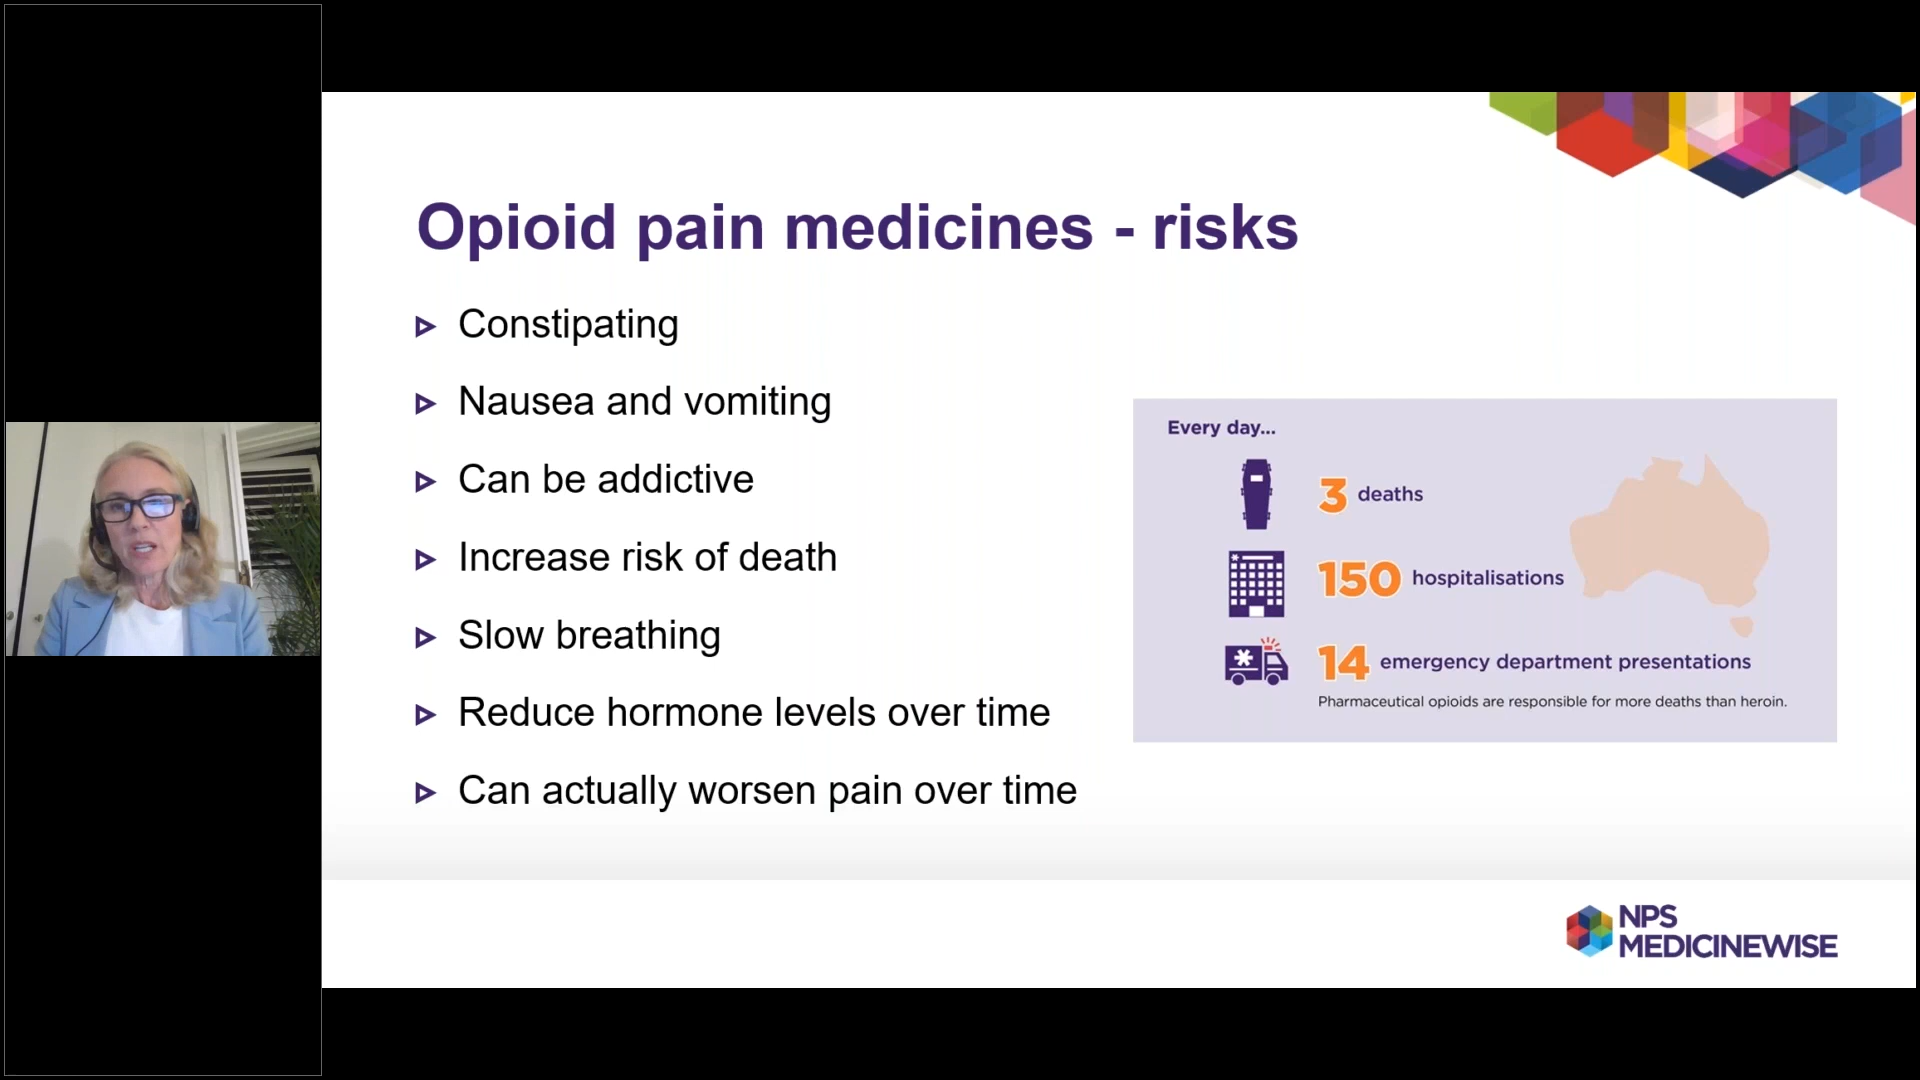 Opioid pain medicines - risks
Constipating
Nausea and vomiting
Can be addictive
Increase risk of death
Slow breathing
Reduce hormone levels over time
Can actually worsen pain over time
Every day...
3 deaths
150 hospitalisations
14 emergency department presentations
Pharmaceutical opioids are responsible for more deaths than heroin.
NPS
MEDICINEWISE